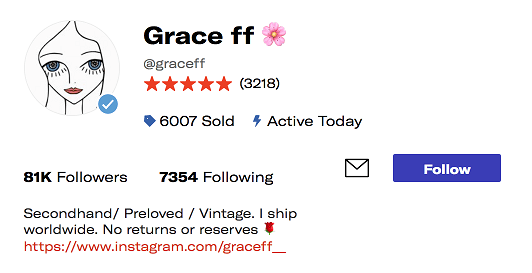 Grace ff 🌸
@graceff
★★★★★ (3218)
6007 Sold Active Today
81K Followers 7354 Following Follow
Secondhand/ Preloved / Vintage. I ship
worldwide. No returns or reserves 🌹
https://www.instagram.com/graceff__